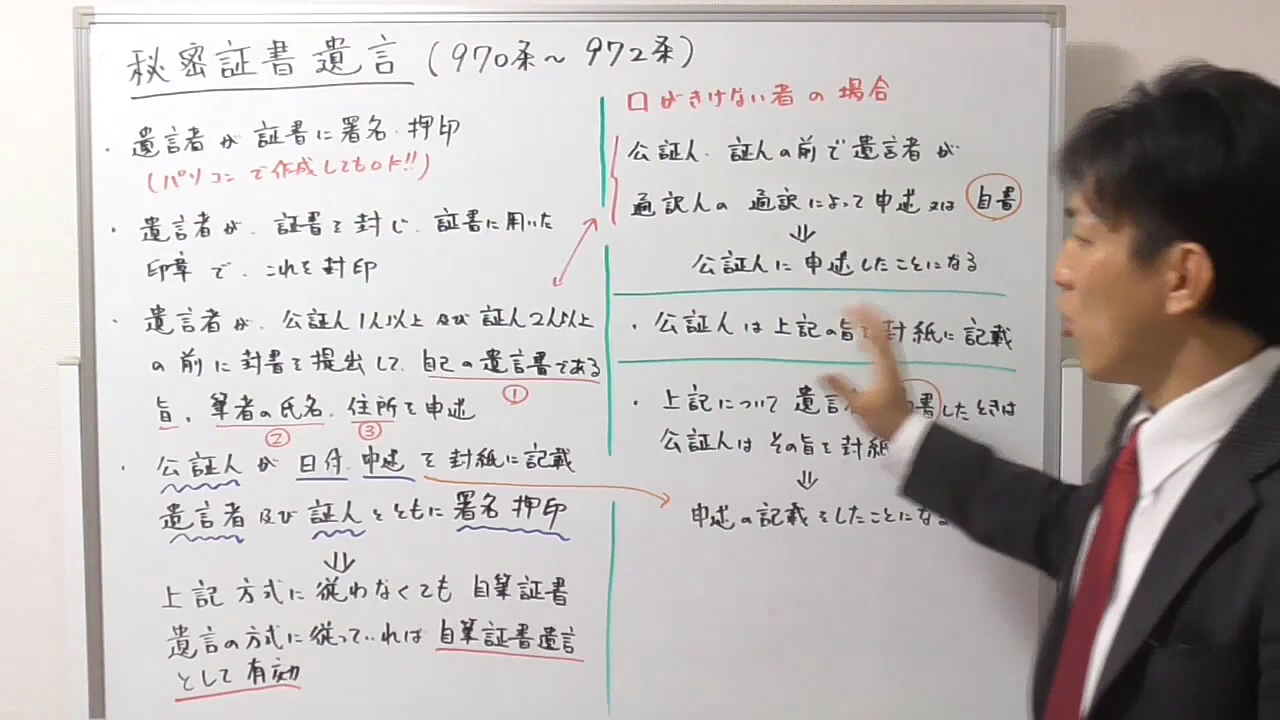 秘密証書遺言 (970条～972条)
・遺言者が証書に署名.押印
(パソコンで作成してもOK!!)
・遺言者が、証書を封じ、証書に用いた
印章で、これを封印
・遺言者が、公証人1人以上及び証人2人以上
の前に封書を提出して、自己の遺言書である
①
旨、筆者の氏名、住所を申述
② ③
・公証人が日付、申述を封紙に記載
遺言者及び証人とともに署名押印
⇓
上記方式に従わなくても自筆証書
遺言の方式に従っていれば自筆証書遺言
として有効
口がきけない者の場合
公証人、証人の前で遺言者が
通訳人の通訳によって申述又は自書
⇓
公証人に申述したことになる
・公証人は上記の旨を封紙に記載
・上記について遺言 書したときは
公証人はその旨を封紙
⇓
申述の記載をしたことになる